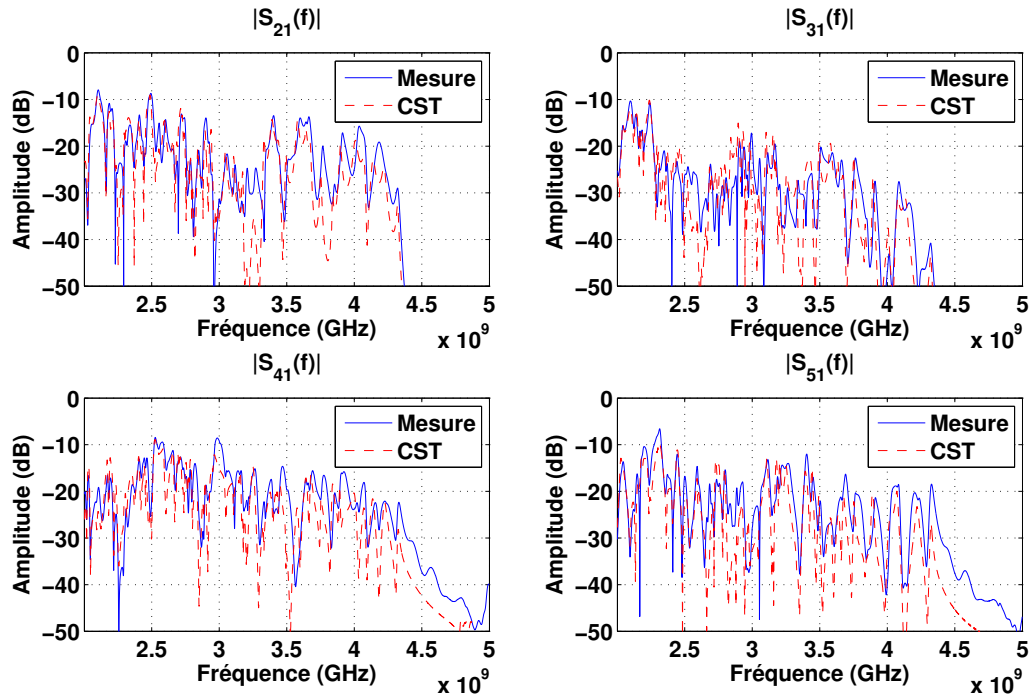 |S21(f)|
0
−10
−20
−30
−40
−50
Amplitude (dB)
2.5 3 3.5 4 4.5 5
Fréquence (GHz)
x 10^9
Mesure
CST
|S31(f)|
0
−10
−20
−30
−40
−50
Amplitude (dB)
2.5 3 3.5 4 4.5 5
Fréquence (GHz)
x 10^9
Mesure
CST
|S41(f)|
0
−10
−20
−30
−40
−50
Amplitude (dB)
2.5 3 3.5 4 4.5 5
Fréquence (GHz)
x 10^9
Mesure
CST
|S51(f)|
0
−10
−20
−30
−40
−50
Amplitude (dB)
2.5 3 3.5 4 4.5 5
Fréquence (GHz)
x 10^9
Mesure
CST